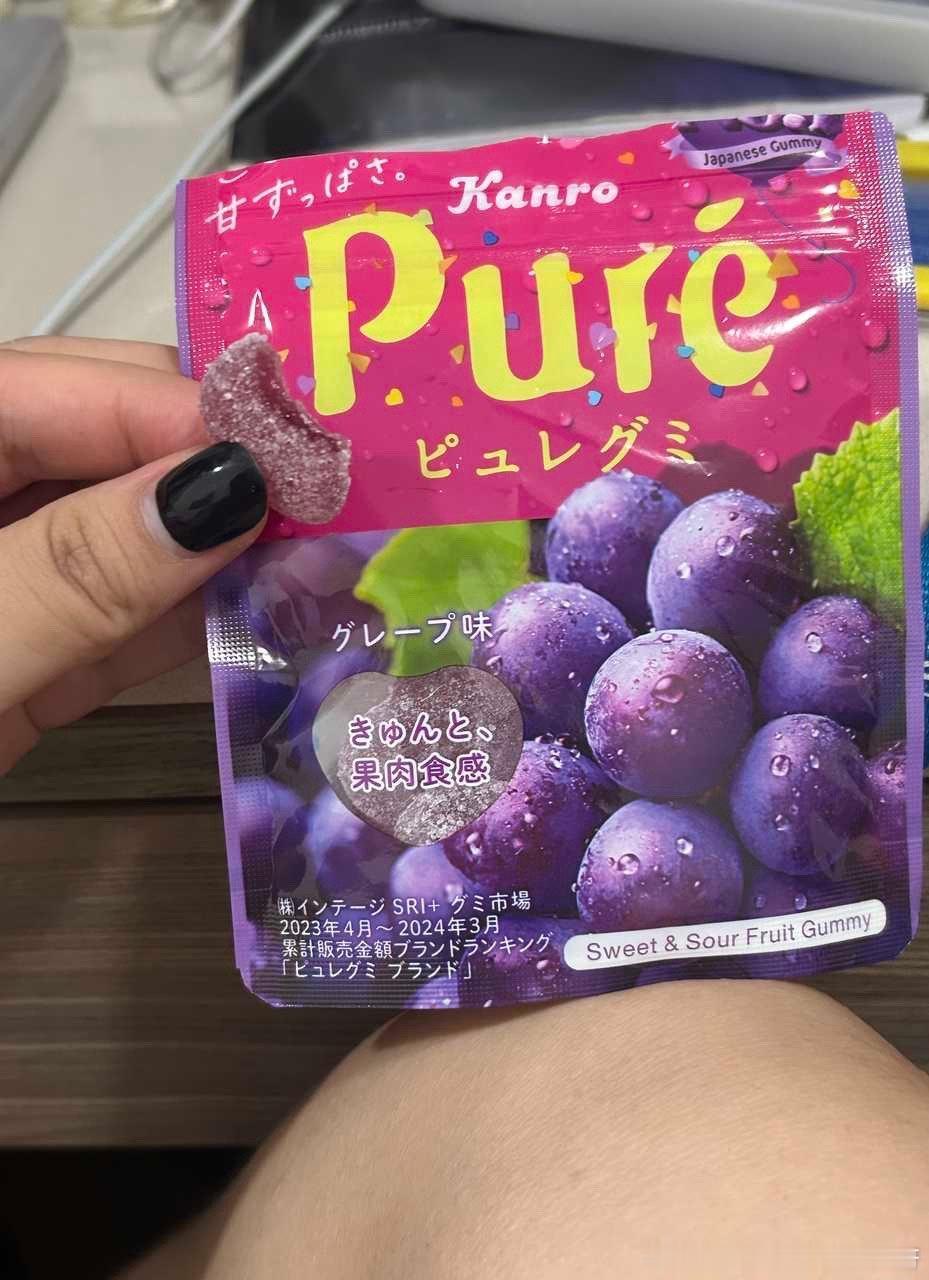 甘ずっぱさ。
Kanro
Japanese Gummy
Puré
ピュレグミ
グレープ味
きゅんと、
果肉食感
㈱インテージ SRI+ グミ市場
2023年4月～2024年3月
累計販売金額ブランドランキング
「ピュレグミ ブランド」
Sweet & Sour Fruit Gummy